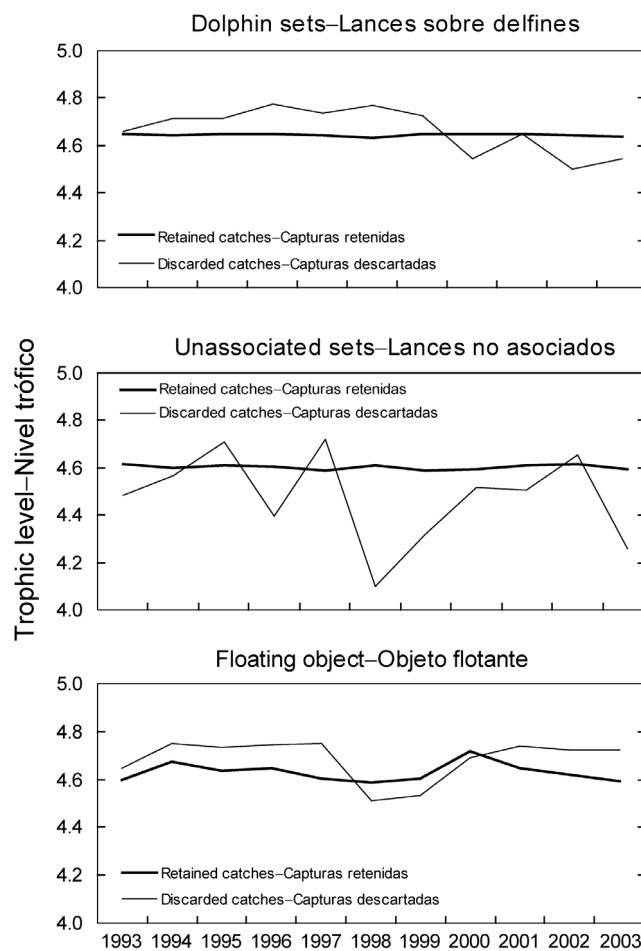 Dolphin sets–Lances sobre delfines
5.0
4.8
4.6
4.4
4.2
4.0
Retained catches–Capturas retenidas
Discarded catches–Capturas descartadas
Trophic level–Nivel trófico
Unassociated sets–Lances no asociados
5.0
4.8
4.6
4.4
4.2
4.0
Retained catches–Capturas retenidas
Discarded catches–Capturas descartadas
Floating object–Objeto flotante
5.0
4.8
4.6
4.4
4.2
4.0
Retained catches–Capturas retenidas
Discarded catches–Capturas descartadas
1993 1994 1995 1996 1997 1998 1999 2000 2001 2002 2003